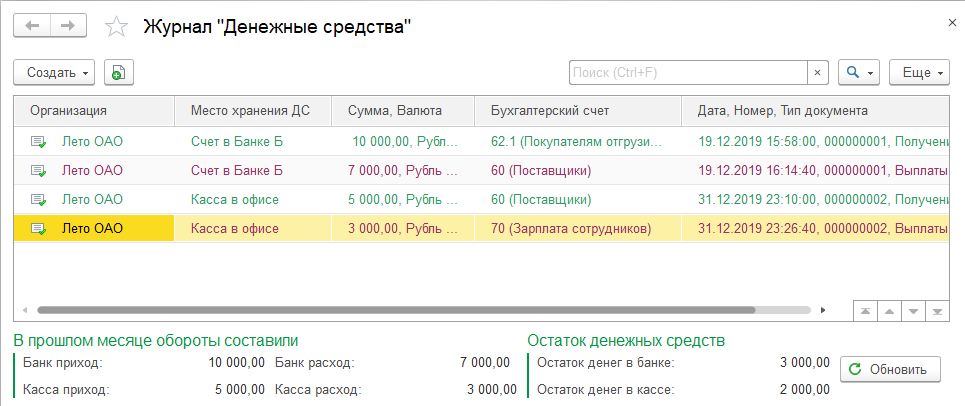 Журнал "Денежные средства"
Создать Поиск (Ctrl+F) × Еще
Организация Место хранения ДС Сумма, Валюта Бухгалтерский счет Дата, Номер, Тип документа
Лето ОАО Счет в Банке Б 10 000,00, Рубл... 62.1 (Покупателям отгрузи... 19.12.2019 15:58:00, 000000001, Получени
Лето ОАО Счет в Банке Б 7 000,00, Рубль ... 60 (Поставщики) 19.12.2019 16:14:40, 000000001, Выплаты
Лето ОАО Касса в офисе 5 000,00, Рубль ... 60 (Поставщики) 31.12.2019 23:10:00, 000000002, Получени
Лето ОАО Касса в офисе 3 000,00, Рубль ... 70 (Зарплата сотрудников) 31.12.2019 23:26:40, 000000002, Выплаты
В прошлом месяце обороты составили Остаток денежных средств
Банк приход: 10 000,00 Банк расход: 7 000,00 Остаток денег в банке: 3 000,00 Обновить
Касса приход: 5 000,00 Касса расход: 3 000,00 Остаток денег в кассе: 2 000,00